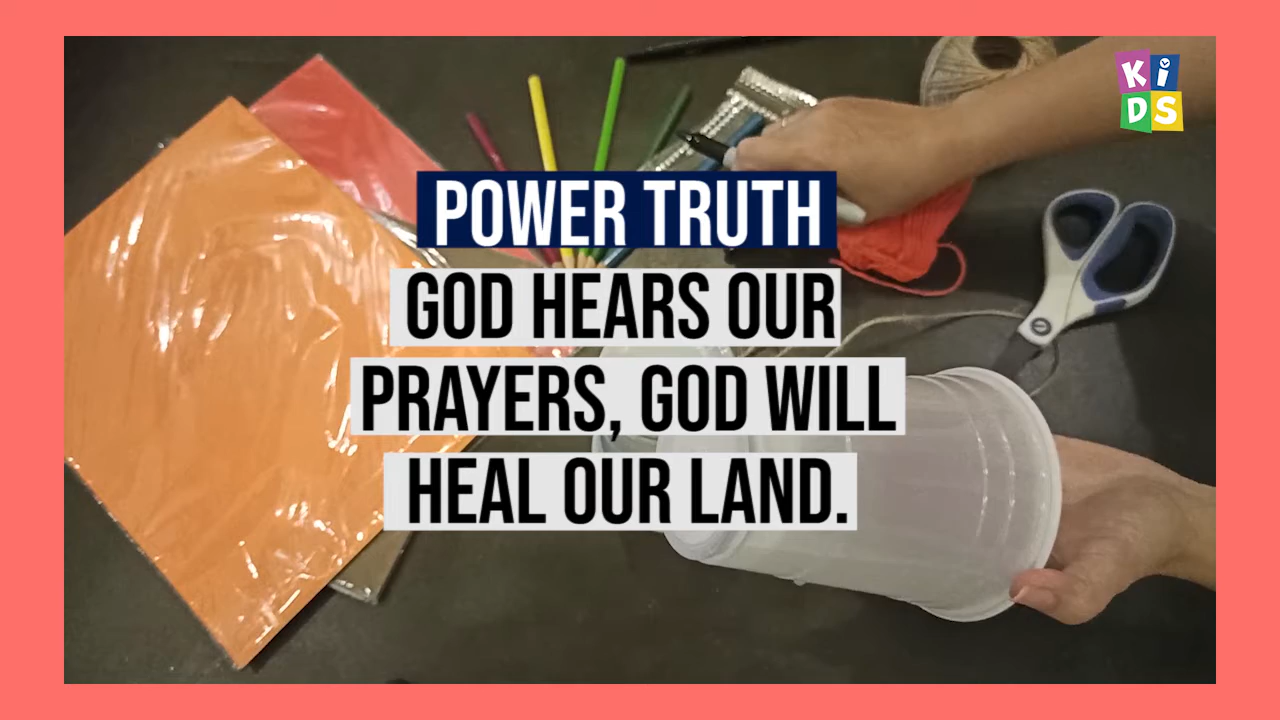 KiDS
POWER TRUTH
GOD HEARS OUR
PRAYERS, GOD WILL
HEAL OUR LAND.